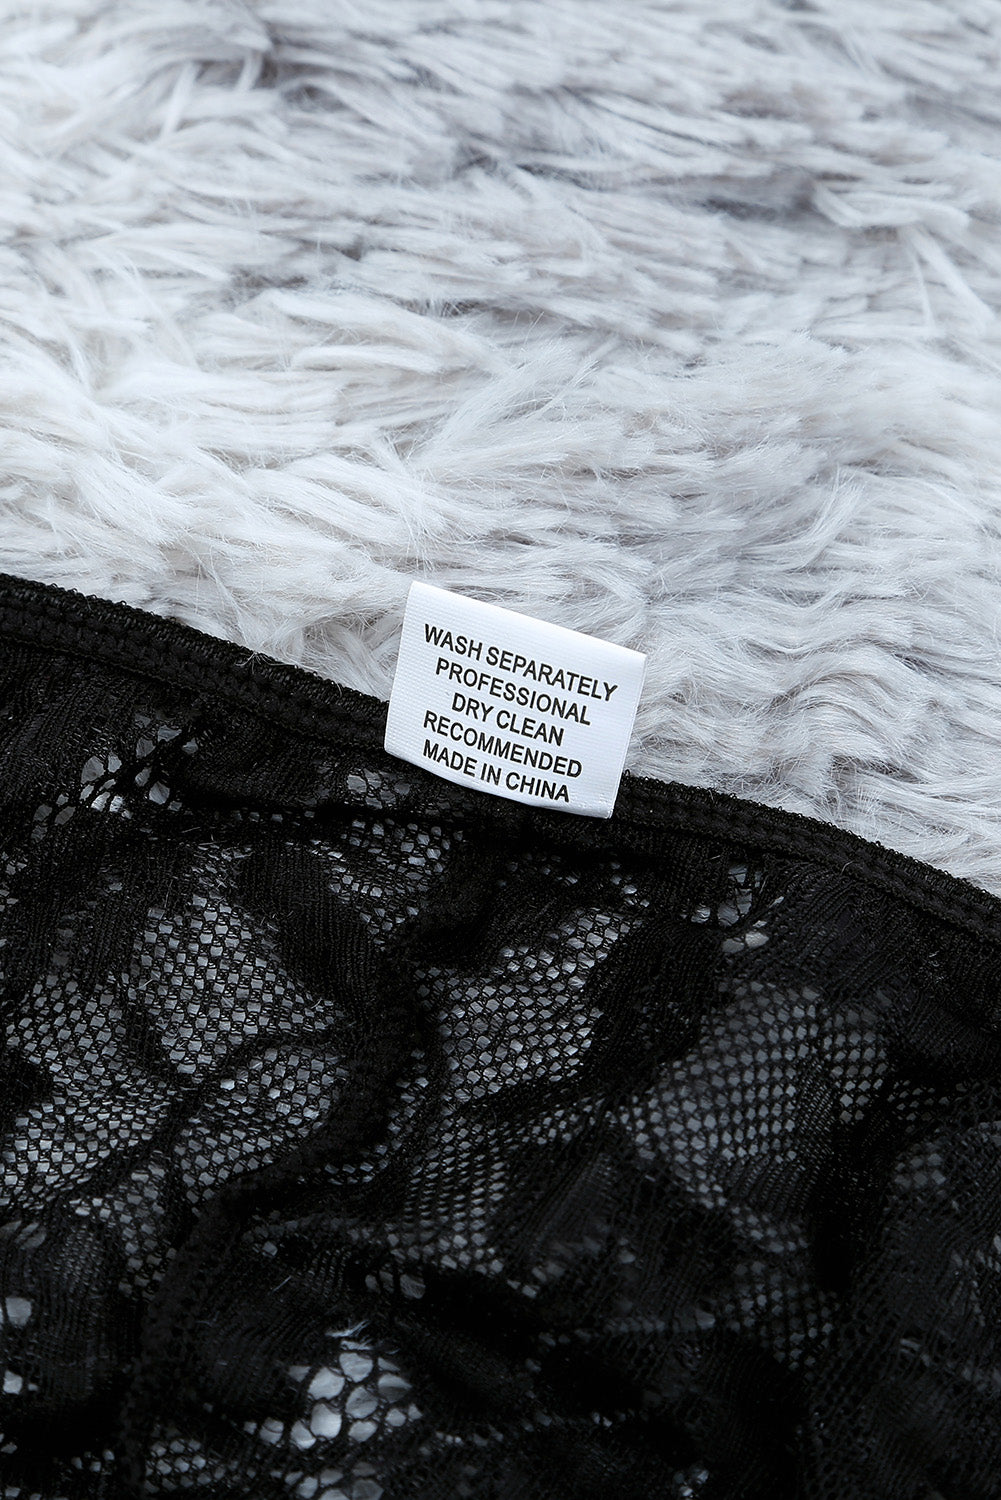 WASH SEPARATELY
PROFESSIONAL
DRY CLEAN
RECOMMENDED
MADE IN CHINA